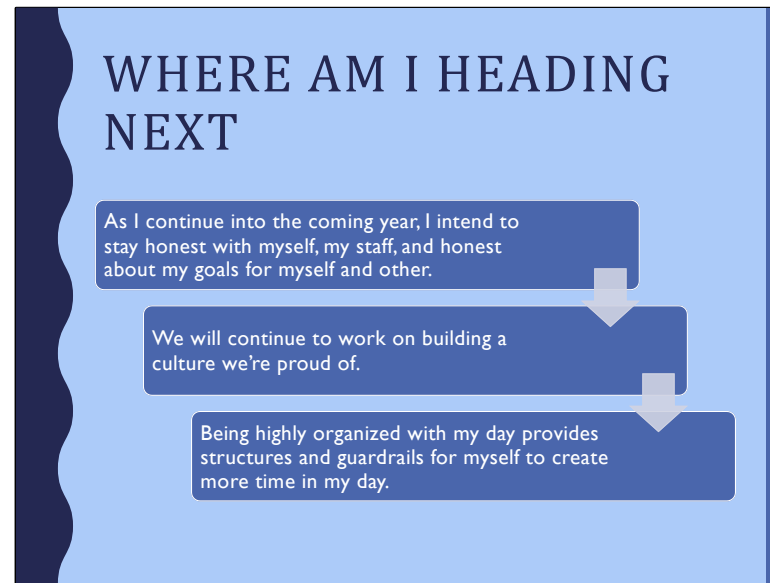 WHERE AM I HEADING
NEXT
As I continue into the coming year, I intend to
stay honest with myself, my staff, and honest
about my goals for myself and other.
We will continue to work on building a
culture we're proud of.
Being highly organized with my day provides
structures and guardrails for myself to create
more time in my day.